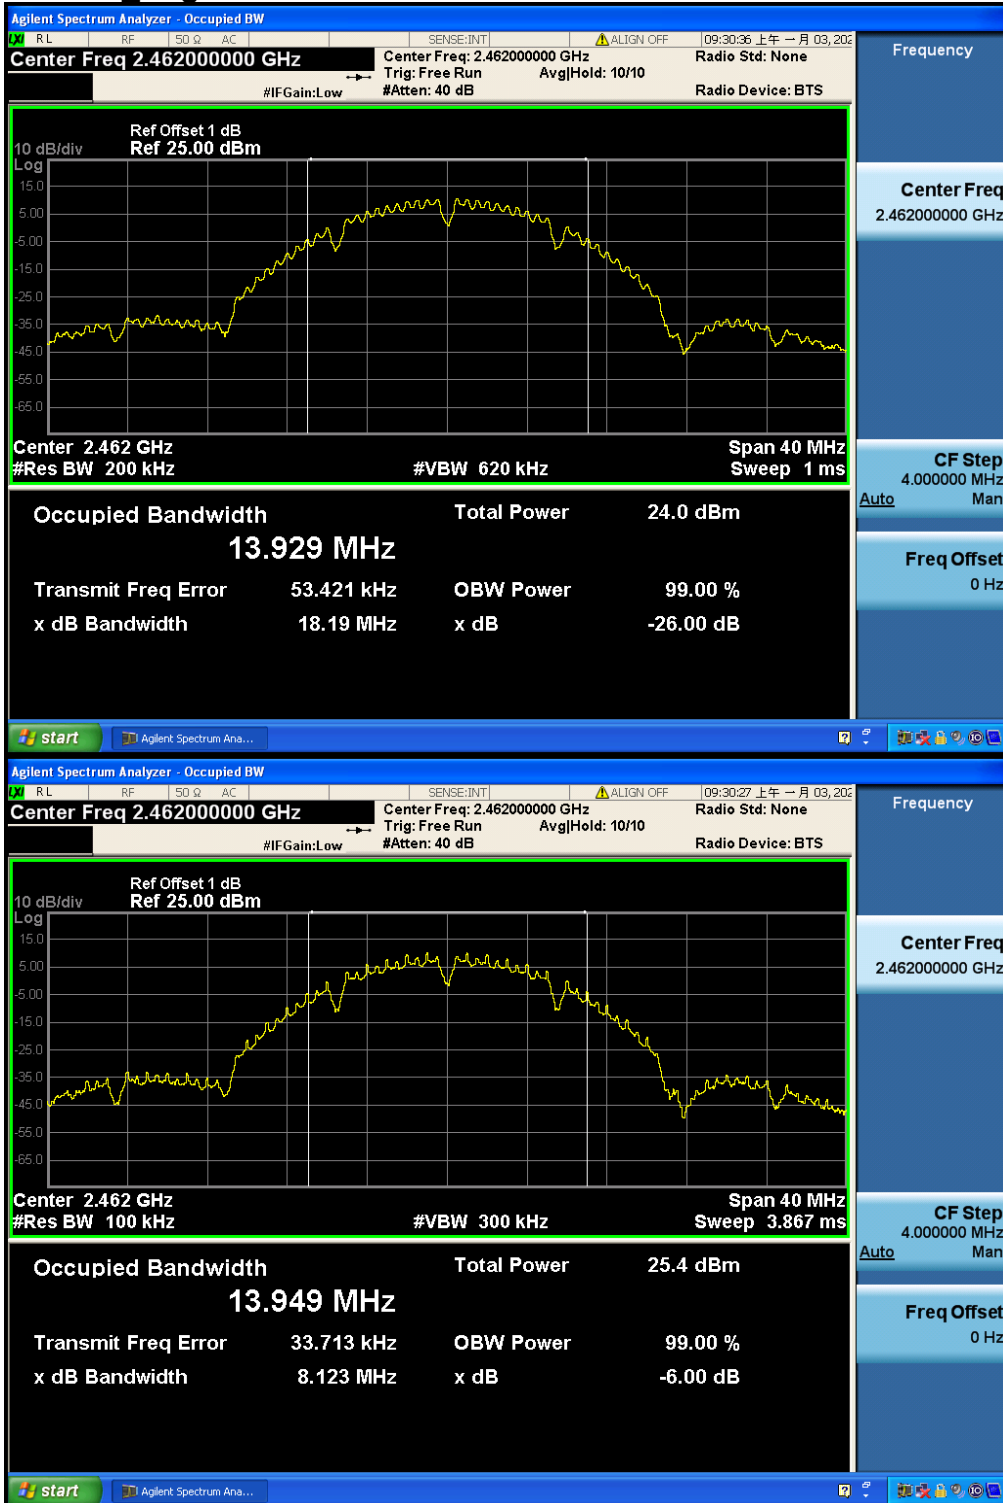 Agilent Spectrum Analyzer - Occupied BW
LXI RL RF 50 Ω AC SENSE:INT ALIGN OFF 09:30:36 上午 一月 03, 202
Center Freq 2.462000000 GHz
Center Freq: 2.462000000 GHz
Radio Std: None
Trig: Free Run Avg|Hold: 10/10
#IFGain:Low #Atten: 40 dB
Radio Device: BTS
Frequency
Ref Offset 1 dB
10 dB/div Ref 25.00 dBm
Log
15.0
5.00
-5.00
-15.0
-25.0
-35.0
-45.0
-55.0
-65.0
Center 2.462 GHz Span 40 MHz
#Res BW 200 kHz #VBW 620 kHz Sweep 1 ms
Center Freq
2.462000000 GHz
CF Step
4.000000 MHz
Auto Man
Freq Offset
0 Hz
Occupied Bandwidth Total Power 24.0 dBm
13.929 MHz
Transmit Freq Error 53.421 kHz OBW Power 99.00 %
x dB Bandwidth 18.19 MHz x dB -26.00 dB
start Agilent Spectrum Ana...
Agilent Spectrum Analyzer - Occupied BW
LXI RL RF 50 Ω AC SENSE:INT ALIGN OFF 09:30:27 上午 一月 03, 202
Center Freq 2.462000000 GHz
Center Freq: 2.462000000 GHz
Radio Std: None
Trig: Free Run Avg|Hold: 10/10
#IFGain:Low #Atten: 40 dB
Radio Device: BTS
Frequency
Ref Offset 1 dB
10 dB/div Ref 25.00 dBm
Log
15.0
5.00
-5.00
-15.0
-25.0
-35.0
-45.0
-55.0
-65.0
Center 2.462 GHz Span 40 MHz
#Res BW 100 kHz #VBW 300 kHz Sweep 3.867 ms
Center Freq
2.462000000 GHz
CF Step
4.000000 MHz
Auto Man
Freq Offset
0 Hz
Occupied Bandwidth Total Power 25.4 dBm
13.949 MHz
Transmit Freq Error 33.713 kHz OBW Power 99.00 %
x dB Bandwidth 8.123 MHz x dB -6.00 dB
start Agilent Spectrum Ana...